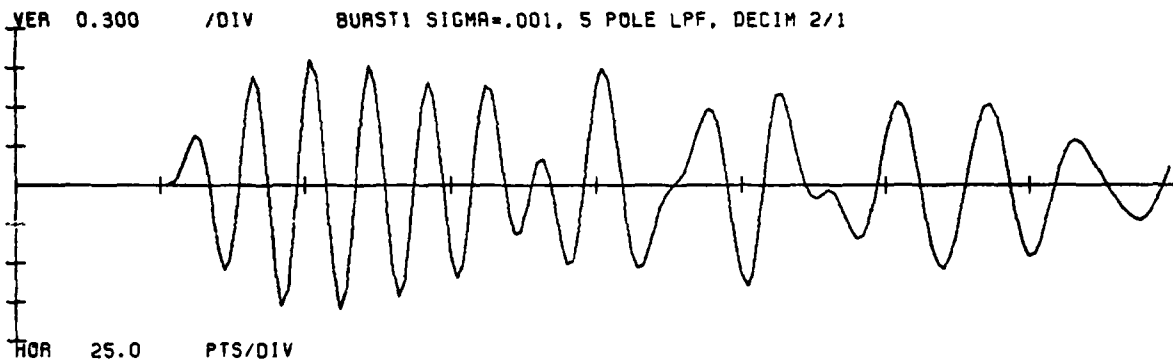 VER 0.300 /DIV BURST1 SIGMA=.001, 5 POLE LPF, DECIM 2/1
HOR 25.0 PTS/DIV